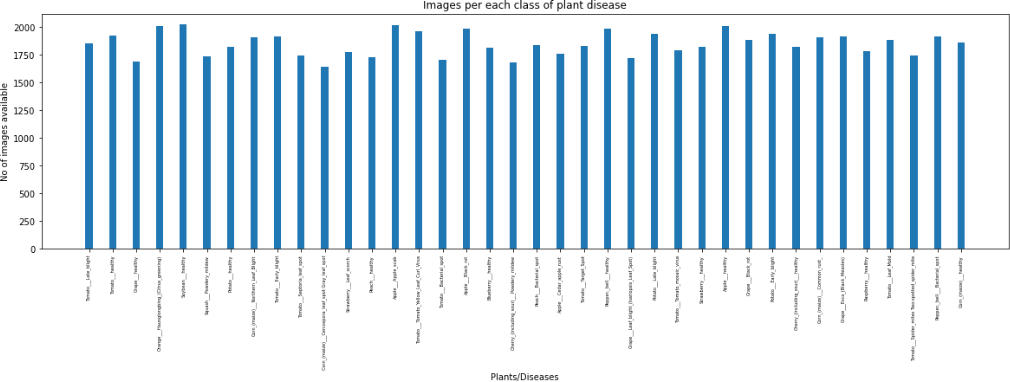 Images per each class of plant disease
No of images available
2000
1750
1500
1250
1000
750
500
250
0
Tomato___Late_blight
Tomato___healthy
Grape___healthy
Orange___Haunglongbing_(Citrus_greening)
Soybean___healthy
Squash___Powdery_mildew
Potato___healthy
Corn_(maize)___Northern_Leaf_Blight
Tomato___Early_blight
Tomato___Septoria_leaf_spot
Corn_(maize)___Cercospora_leaf_spot Gray_leaf_spot
Strawberry___Leaf_scorch
Peach___healthy
Apple___Apple_scab
Tomato___Tomato_Yellow_Leaf_Curl_Virus
Tomato___Bacterial_spot
Apple___Black_rot
Blueberry___healthy
Cherry_(including_sour)___Powdery_mildew
Peach___Bacterial_spot
Apple___Cedar_apple_rust
Tomato___Target_Spot
Pepper,_bell___healthy
Grape___Leaf_blight_(Isariopsis_Leaf_Spot)
Potato___Late_blight
Tomato___Tomato_mosaic_virus
Strawberry___healthy
Apple___healthy
Grape___Black_rot
Potato___Early_blight
Cherry_(including_sour)___healthy
Corn_(maize)___Common_rust_
Grape___Esca_(Black_Measles)
Raspberry___healthy
Tomato___Leaf_Mold
Tomato___Spider_mites Two-spotted_spider_mite
Pepper,_bell___Bacterial_spot
Corn_(maize)___healthy
Plants/Diseases